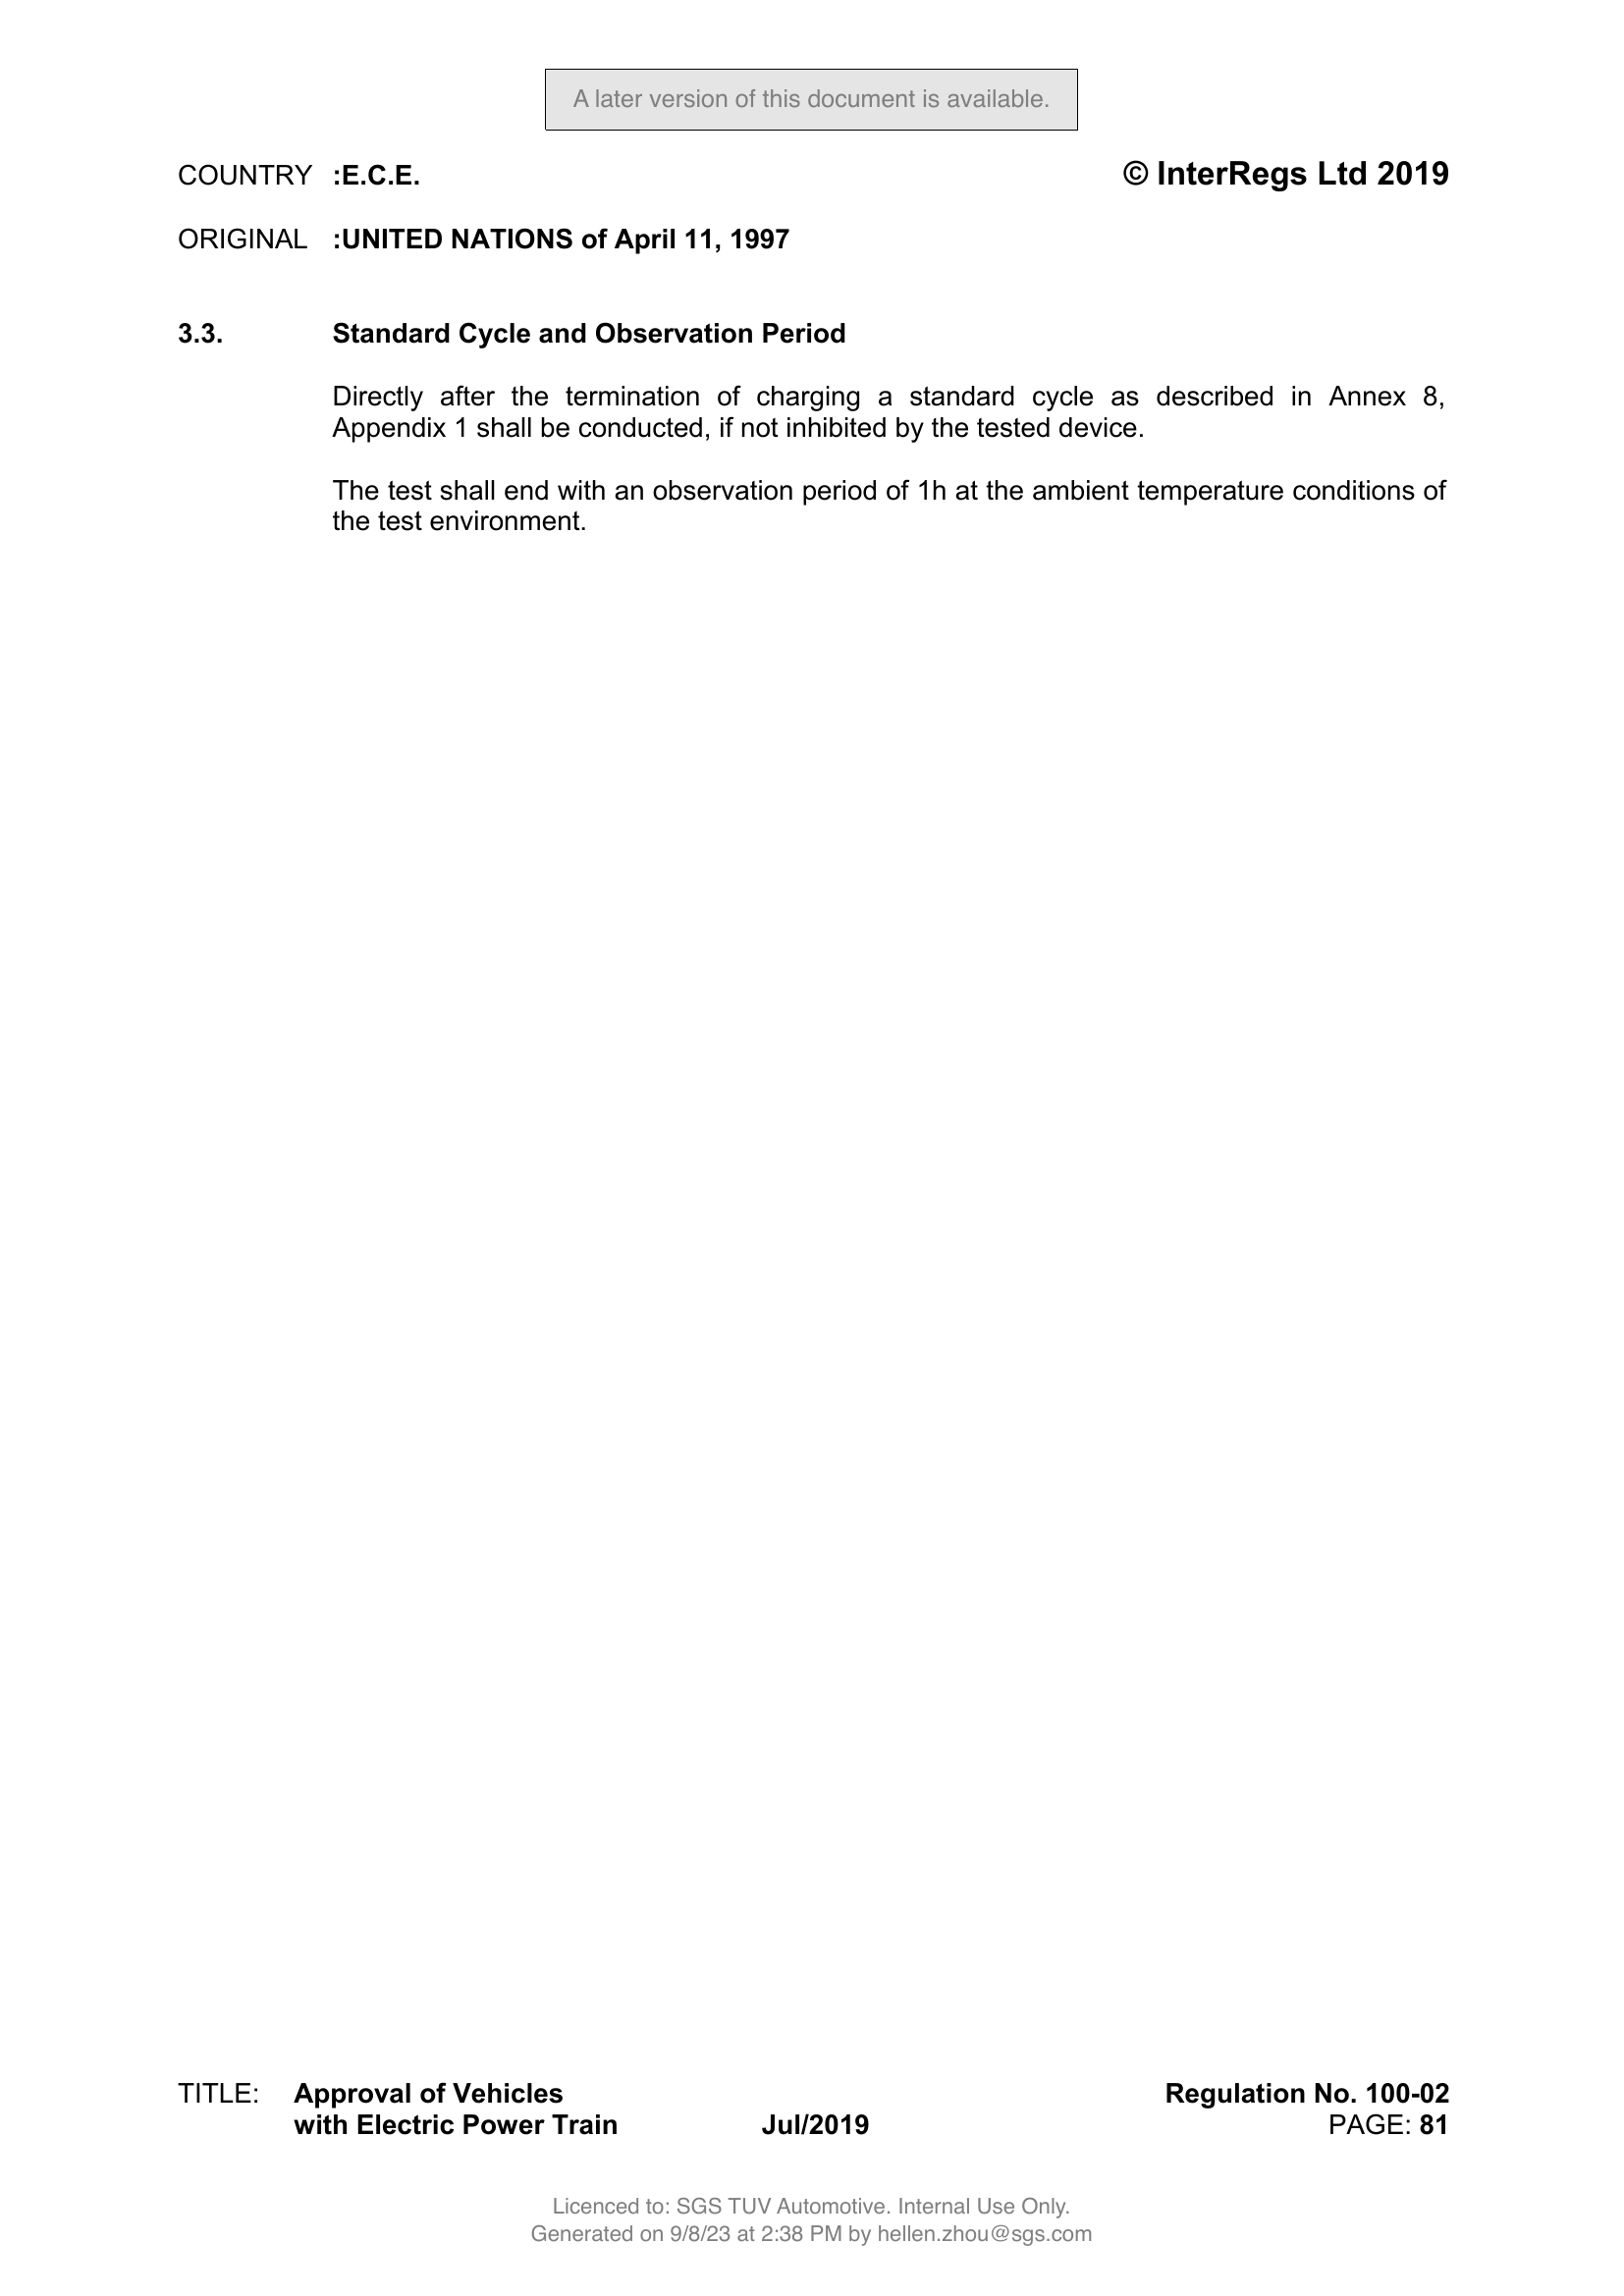 A later version of this document is available.
COUNTRY :E.C.E. © InterRegs Ltd 2019
ORIGINAL :UNITED NATIONS of April 11, 1997
3.3. Standard Cycle and Observation Period
Directly after the termination of charging a standard cycle as described in Annex 8,
Appendix 1 shall be conducted, if not inhibited by the tested device.
The test shall end with an observation period of 1h at the ambient temperature conditions of
the test environment.
TITLE: Approval of Vehicles Regulation No. 100-02
with Electric Power Train Jul/2019 PAGE: 81
Licenced to: SGS TUV Automotive. Internal Use Only.
Generated on 9/8/23 at 2:38 PM by hellen.zhou@sgs.com